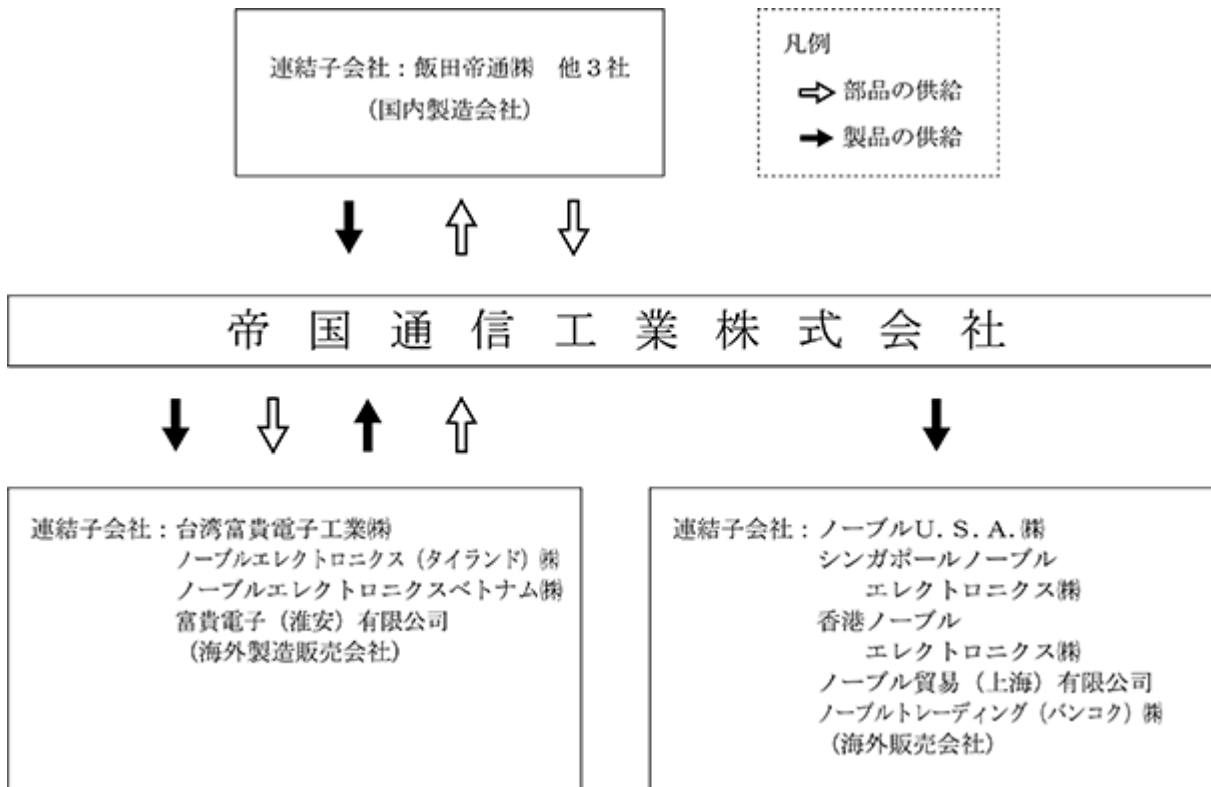 連結子会社：飯田帝通㈱　他３社
（国内製造会社）
凡例
部品の供給
製品の供給
帝国通信工業株式会社
連結子会社：台湾富貴電子工業㈱
ノーブルエレクトロニクス（タイランド）㈱
ノーブルエレクトロニクスベトナム㈱
富貴電子（淮安）有限公司
（海外製造販売会社）
連結子会社：ノーブルＵ．Ｓ．Ａ．㈱
シンガポールノーブル
エレクトロニクス㈱
香港ノーブル
エレクトロニクス㈱
ノーブル貿易（上海）有限公司
ノーブルトレーディング（バンコク）㈱
（海外販売会社）